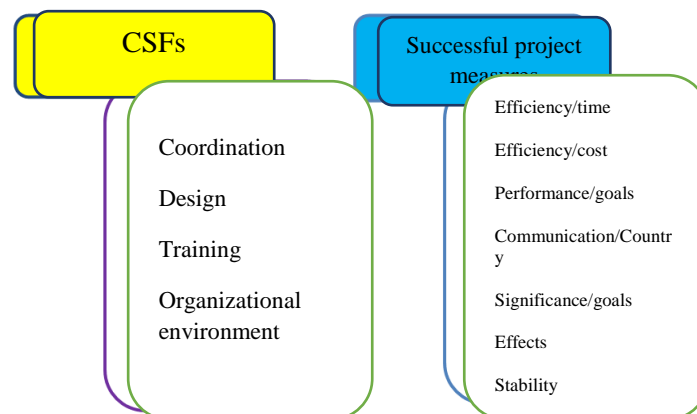 CSFs
Coordination
Design
Training
Organizational
environment
Successful project
measures
Efficiency/time
Efficiency/cost
Performance/goals
Communication/Countr
y
Significance/goals
Effects
Stability